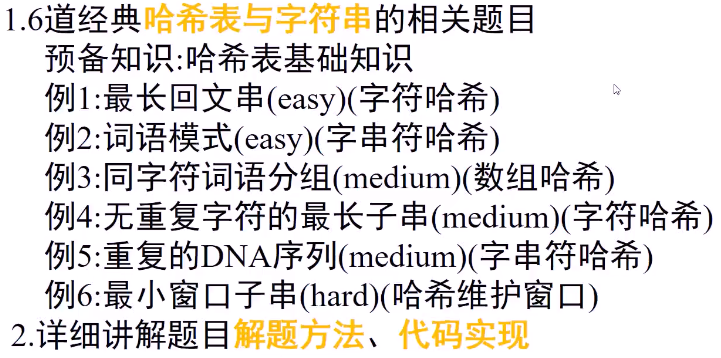 1.6道经典哈希表与字符串的相关题目
预备知识:哈希表基础知识
例1:最长回文串(easy)(字符哈希)
例2:词语模式(easy)(字串符哈希)
例3:同字符词语分组(medium)(数组哈希)
例4:无重复字符的最长子串(medium)(字符哈希)
例5:重复的DNA序列(medium)(字串符哈希)
例6:最小窗口子串(hard)(哈希维护窗口)
2.详细讲解题目解题方法、代码实现